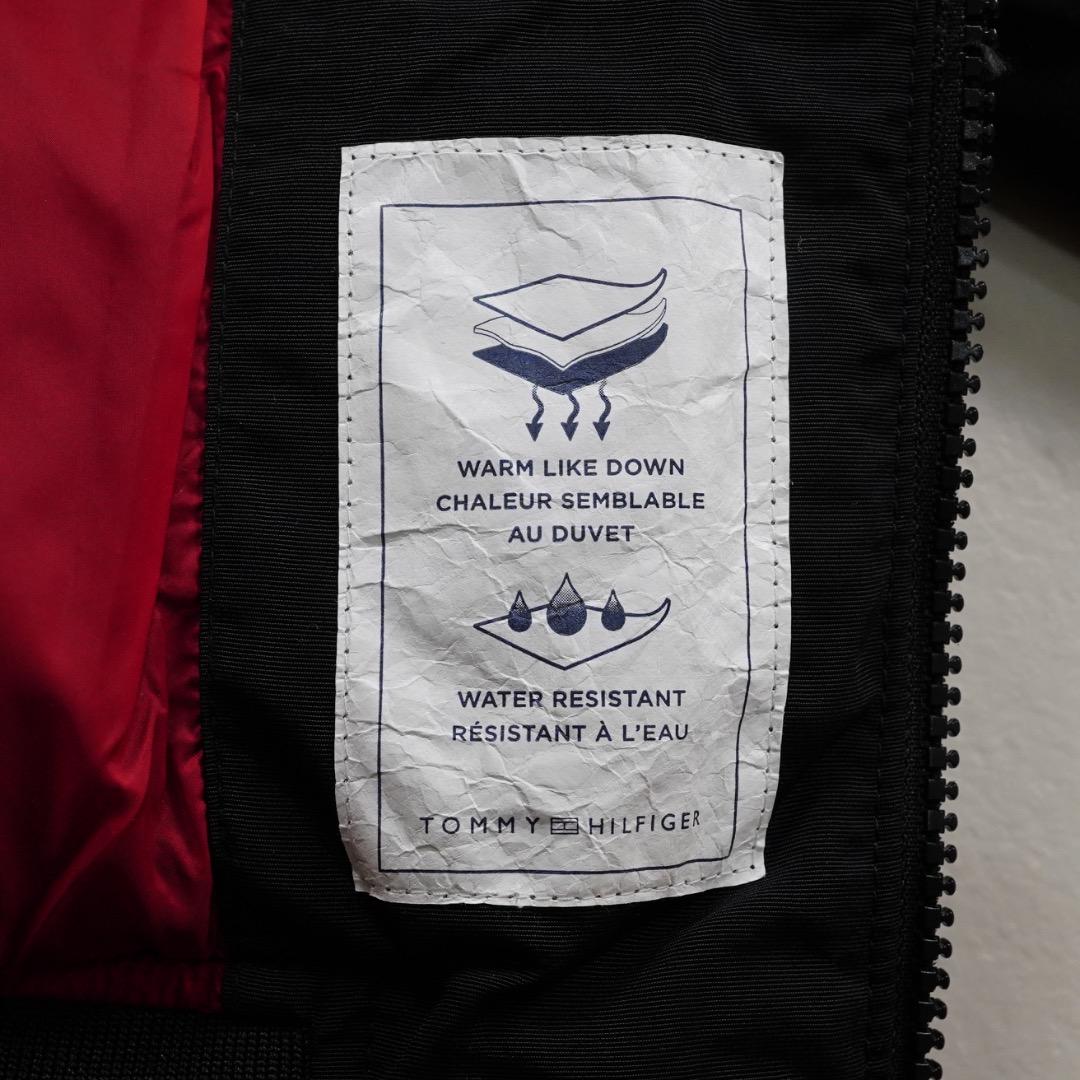 WARM LIKE DOWN
CHALEUR SEMBLABLE
AU DUVET
WATER RESISTANT
RÉSISTANT À L'EAU
TOMMY HILFIGER